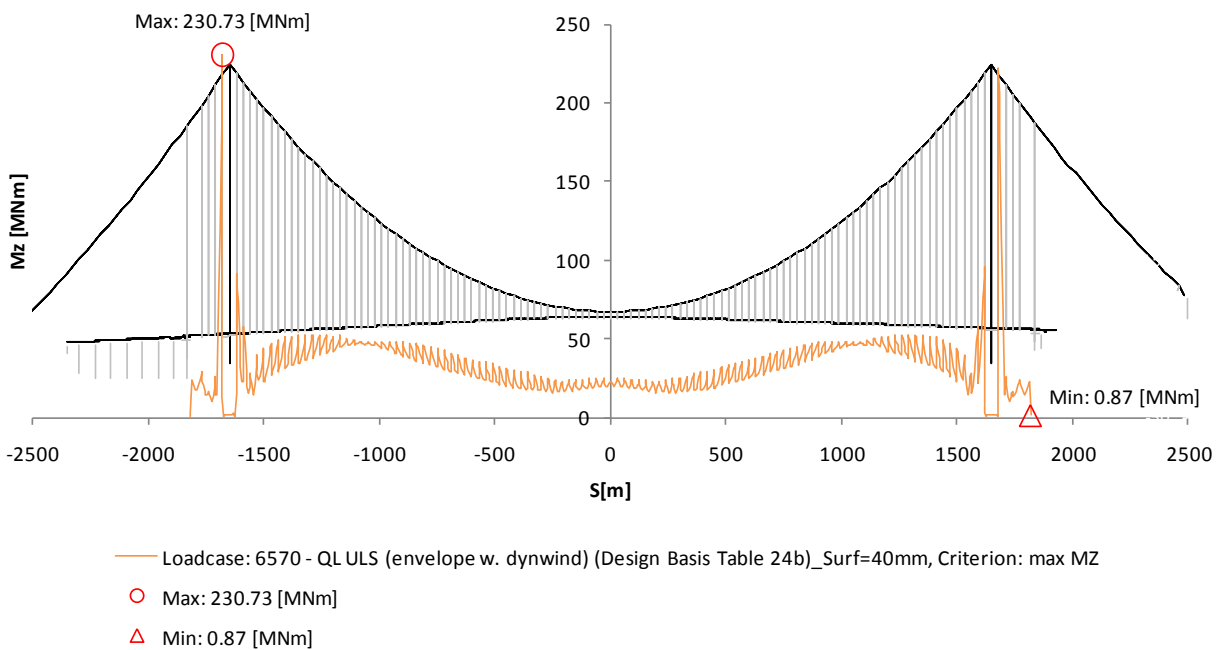 Max: 230.73 [MNm]
250
200
150
100
50
0
Mz [MNm]
Min: 0.87 [MNm]
-2500 -2000 -1500 -1000 -500 0 500 1000 1500 2000 2500
S[m]
Loadcase: 6570 - QL ULS (envelope w. dynwind) (Design Basis Table 24b)_Surf=40mm, Criterion: max MZ
Max: 230.73 [MNm]
Min: 0.87 [MNm]